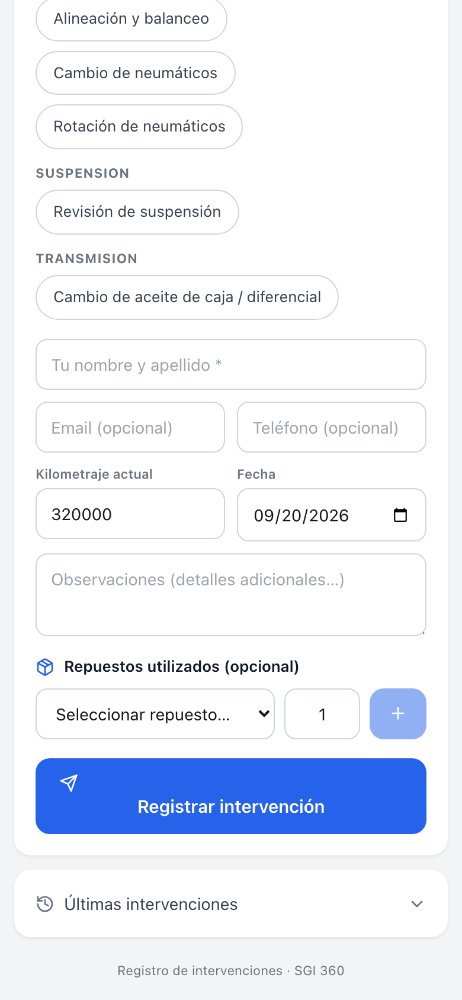 Alineación y balanceo
Cambio de neumáticos
Rotación de neumáticos
SUSPENSION
Revisión de suspensión
TRANSMISION
Cambio de aceite de caja / diferencial
Tu nombre y apellido *
Email (opcional)
Teléfono (opcional)
Kilometraje actual
Fecha
320000
09/20/2026
Observaciones (detalles adicionales...)
Repuestos utilizados (opcional)
Seleccionar repuesto...
1
+
Registrar intervención
Últimas intervenciones
Registro de intervenciones · SGI 360